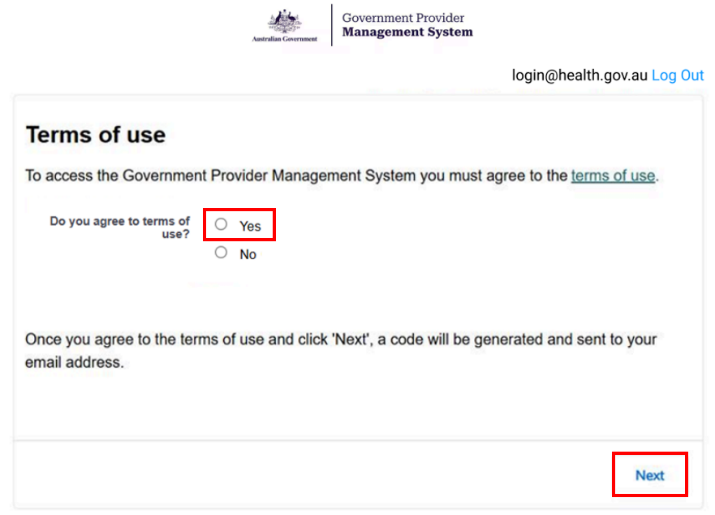 Australian Government
Government Provider
Management System
login@health.gov.au Log Out
Terms of use
To access the Government Provider Management System you must agree to the terms of use.
Do you agree to terms of
use?
Yes
No
Once you agree to the terms of use and click 'Next', a code will be generated and sent to your
email address.
Next